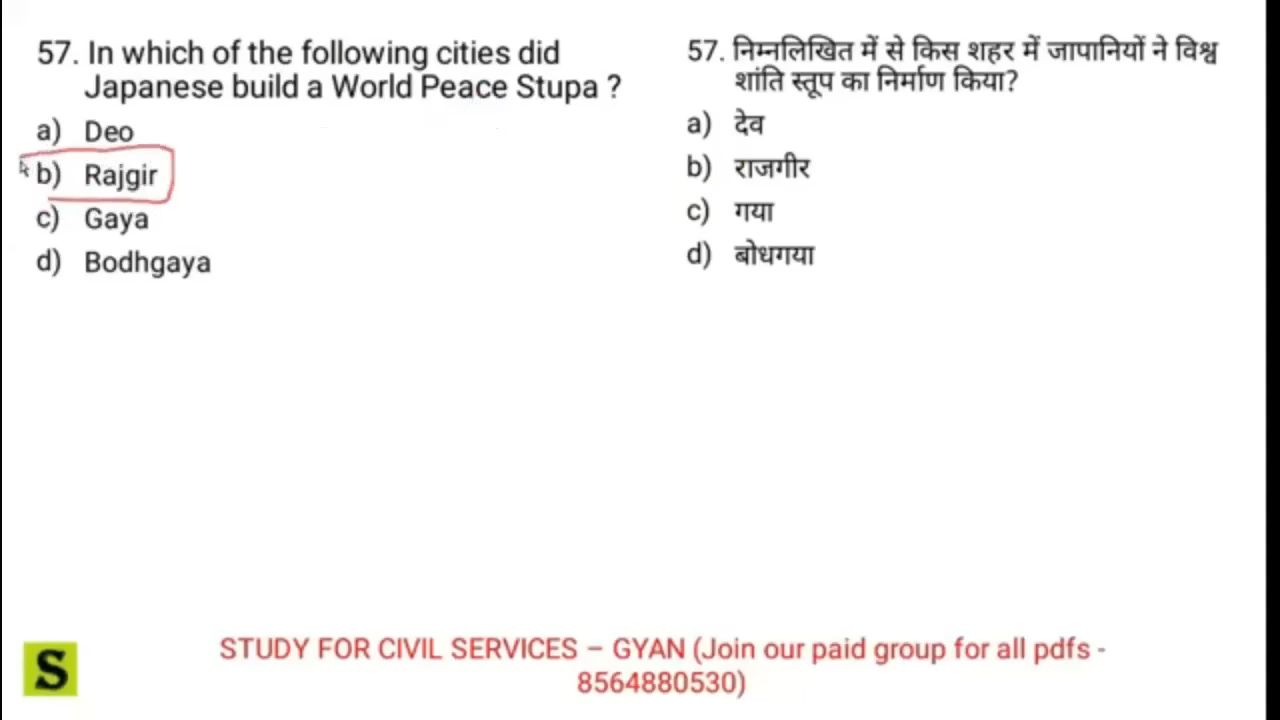 57. In which of the following cities did
Japanese build a World Peace Stupa ?
a) Deo
b) Rajgir
c) Gaya
d) Bodhgaya
57. निम्नलिखित में से किस शहर में जापानियों ने विश्व
शांति स्तूप का निर्माण किया?
a) देव
b) राजगीर
c) गया
d) बोधगया
S
STUDY FOR CIVIL SERVICES – GYAN (Join our paid group for all pdfs -
8564880530)